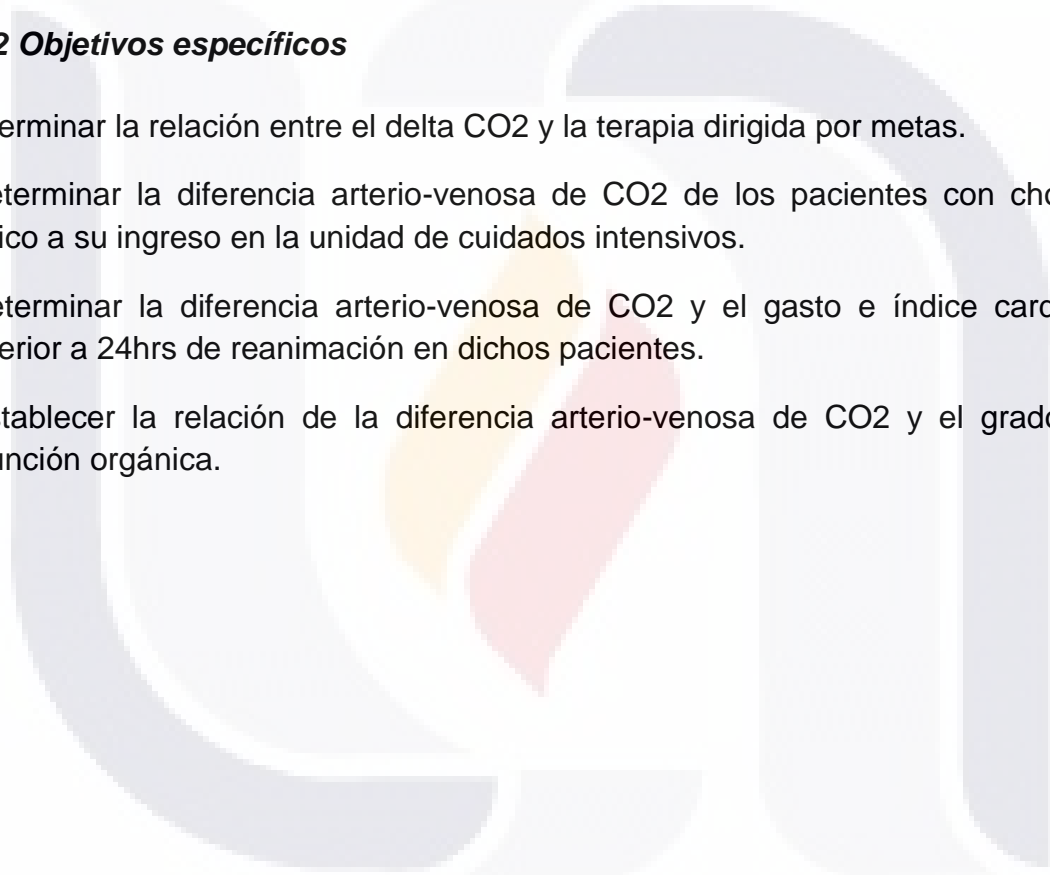 2 Objetivos específicos
erminar la relación entre el delta CO2 y la terapia dirigida por metas.
eterminar la diferencia arterio-venosa de CO2 de los pacientes con cho
ico a su ingreso en la unidad de cuidados intensivos.
eterminar la diferencia arterio-venosa de CO2 y el gasto e índice card
erior a 24hrs de reanimación en dichos pacientes.
tablecer la relación de la diferencia arterio-venosa de CO2 y el grado
unción orgánica.